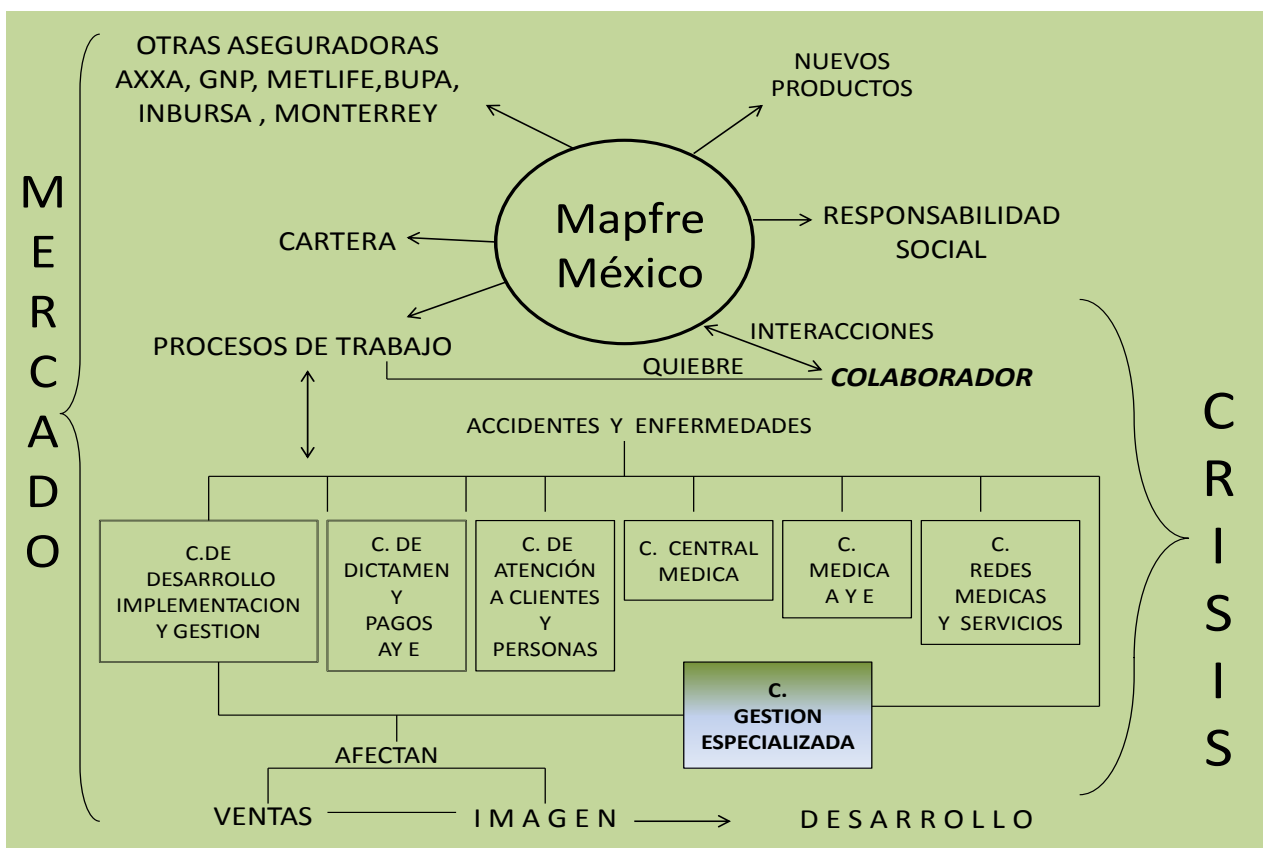 OTRAS ASEGURADORAS
AXXA, GNP, METLIFE,BUPA,
INBURSA , MONTERREY
NUEVOS
PRODUCTOS
MERCADO
Mapfre
México
CARTERA
RESPONSABILIDAD
SOCIAL
INTERACCIONES
PROCESOS DE TRABAJO
QUIEBRE
COLABORADOR
CRISIS
ACCIDENTES Y ENFERMEDADES
C.DE
DESARROLLO
IMPLEMENTACION
Y GESTION
C. DE
DICTAMEN
Y
PAGOS
AY E
C. DE
ATENCIÓN
A CLIENTES
Y
PERSONAS
C. CENTRAL
MEDICA
C.
MEDICA
A Y E
C.
REDES
MEDICAS
Y SERVICIOS
C.
GESTION
ESPECIALIZADA
AFECTAN
VENTAS
I M A G E N
D E S A R R O L L O